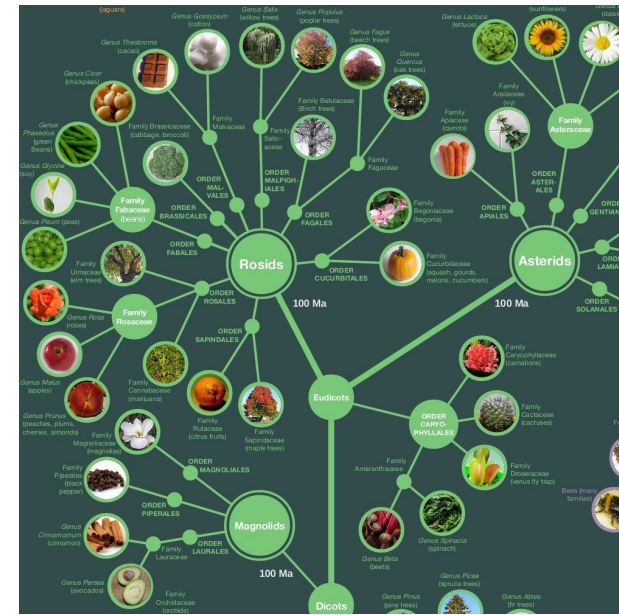 (jaguars)
Genus Gossypium
(cotton)
Genus Salix
(willow trees)
Genus Populus
(poplar trees)
Genus Fagus
(beech trees)
Genus
Quercus
(oak trees)
Genus Theobroma
(cacao)
Genus Cicer
(chickpeas)
Genus
Phaseolus
(green
Beans)
Genus Glycine
(soy)
Genus Pisum (peas)
Family Brassicaceae
(cabbage, broccoli)
Family
Malvaceae
Family
Salic-
aceae
Family Betulaceae
(Birch trees)
Family
Fagaceae
Family
Fabaceae
(beans)
ORDER
BRASSICALES
ORDER
MAL-
VALES
ORDER
MALPIGH-
IALES
ORDER
FAGALES
ORDER
FABALES
Rosids
100 Ma
ORDER
CUCURBITALES
Family
Begoniaceae
(begonia)
Family
Cucurbitaceae
(squash, gourds,
melons, cucumbers)
Family
Ulmaceae
(elm trees)
ORDER
ROSALES
Family
Rosaceae
Genus Rosa
(roses)
Genus Malus
(apples)
Genus Prunus
(peaches, plums,
cherries, almonds)
Family
Cannabaceae
(marijuana)
ORDER
SAPINDALES
Family
Rutaceae
(citrus fruits)
Family
Sapindaceae
(maple trees)
Genus Lactuca
(lettuce)
(sunflowers)
Family
Araliaceae
(ivy)
Family
Apiaceae
(carrots)
Family
Asteraceae
ORDER
ASTER-
ALES
ORDER
APIALES
Asterids
100 Ma
ORDER
SOLANALES
Eudicots
ORDER
CARYO-
PHYLLALES
Family
Caryophyllaceae
(carnations)
Family
Cactaceae
(cactuses)
Family
Droseraceae
(venus fly trap)
Family
Amaranthaceae
Genus Spinacia
(spinach)
Genus Beta
(beets)
Bees (many
families)
Family
Magnoliaceae
(magnolias)
ORDER
MAGNOLIALES
Family
Piperales
(black
pepper)
ORDER
PIPERALES
Magnolids
100 Ma
Genus
Cinnamomum
(cinnamon)
ORDER
LAURALES
Family
Lauraceae
Genus Persea
(avocados)
Family
Orchidaceae
(orchids)
Dicots
Genus Pinus
(pine trees)
Genus Picea
(spruce trees)
Genus Abies
(fir trees)